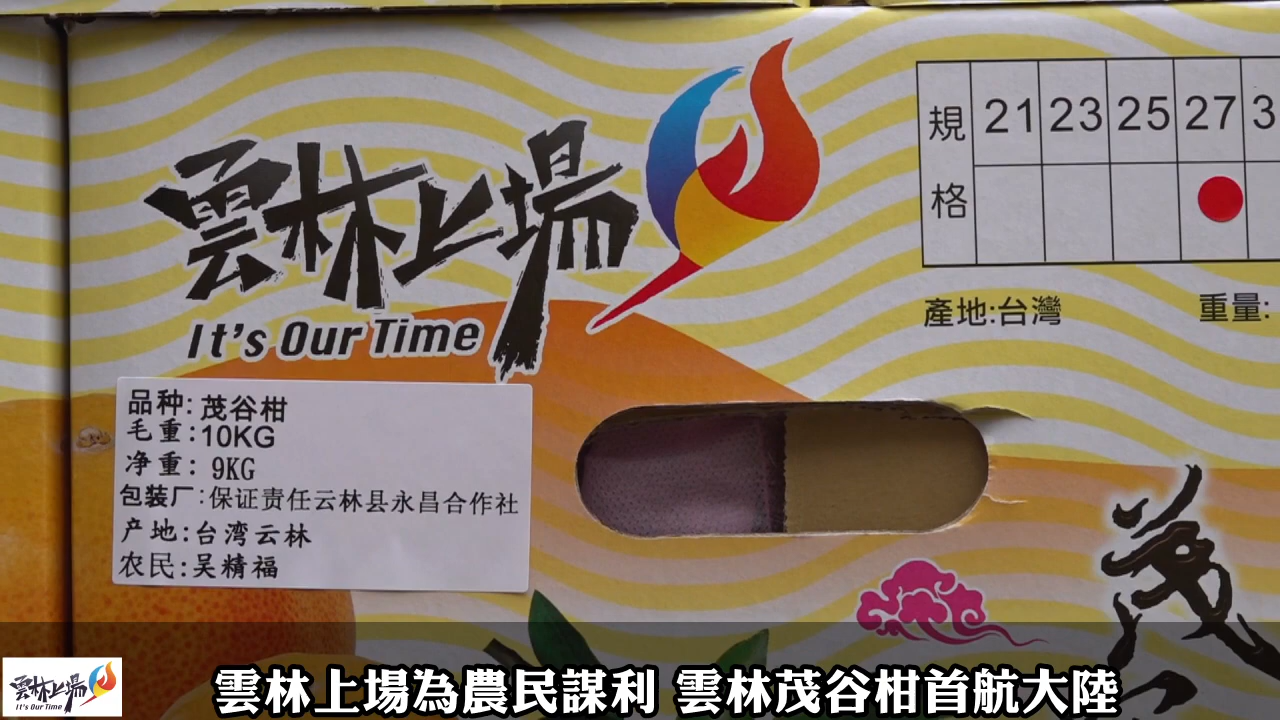 雲林上場
It's Our Time
規格 21 23 25 27 3
產地:台灣 重量:
品种: 茂谷柑
毛重:10KG
净重: 9KG
包装厂:保证责任云林县永昌合作社
产地:台湾云林
农民:吴精福
茂
雲林上場
It's Our Time
雲林上場為農民謀利 雲林茂谷柑首航大陸